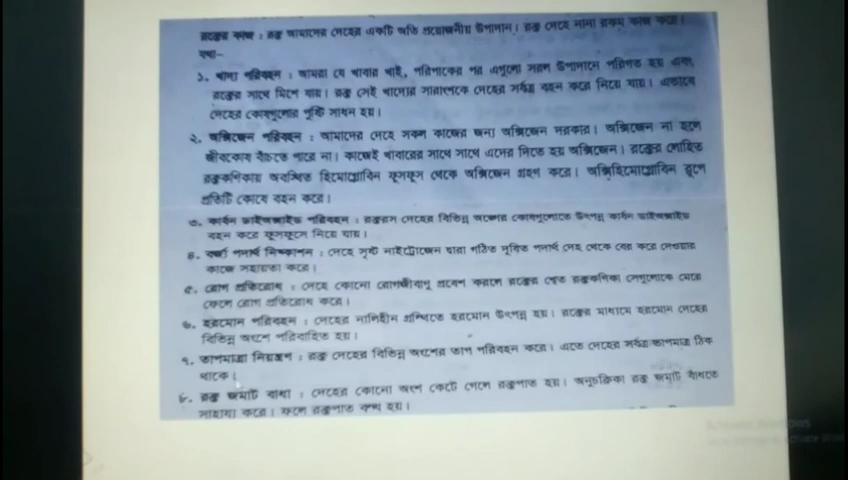 রক্তের কাজ : রক্ত আমাদের দেহের একটি অতি প্রয়োজনীয় উপাদান। রক্ত দেহে নানা রকম কাজ করে।
যথা–
১. খাদ্য পরিবহন : আমরা যে খাবার খাই, পরিপাকের পর এগুলো সরল উপাদানে পরিণত হয় এবং
রক্তের সাথে মিশে যায়। রক্ত সেই খাদ্যের সারাংশকে দেহের সর্বত্র বহন করে নিয়ে যায়। এভাবে
দেহের কোষগুলোর পুষ্টি সাধন হয়।
২. অক্সিজেন পরিবহন : আমাদের দেহে সকল কাজের জন্য অক্সিজেন দরকার। অক্সিজেন না হলে
জীবকোষ বাঁচতে পারে না। কাজেই খাবারের সাথে সাথে এদের দিতে হয় অক্সিজেন। রক্তের লোহিত
রক্তকণিকায় অবস্থিত হিমোগ্লোবিন ফুসফুস থেকে অক্সিজেন গ্রহণ করে। অক্সিহিমোগ্লোবিন রূপে
প্রতিটি কোষে বহন করে।
৩. কার্বন ডাইঅক্সাইড পরিবহন : রক্তরস দেহের বিভিন্ন অঙ্গের কোষগুলোতে উৎপন্ন কার্বন ডাইঅক্সাইড
বহন করে ফুসফুসে নিয়ে যায়।
৪. বর্জ্য পদার্থ নিষ্কাশন : দেহে সৃষ্ট নাইট্রোজেন দ্বারা গঠিত দূষিত পদার্থ দেহ থেকে বের করে দেওয়ার
কাজে সহায়তা করে।
৫. রোগ প্রতিরোধ : দেহে কোনো রোগজীবাণু প্রবেশ করলে রক্তের শ্বেত রক্তকণিকা সেগুলোকে মেরে
ফেলে রোগ প্রতিরোধ করে।
৬. হরমোন পরিবহন : দেহের নালিহীন গ্রন্থিতে হরমোন উৎপন্ন হয়। রক্তের মাধ্যমে হরমোন দেহের
বিভিন্ন অংশে পরিবাহিত হয়।
৭. তাপমাত্রা নিয়ন্ত্রণ : রক্ত দেহের বিভিন্ন অংশের তাপ পরিবহন করে। এতে দেহের সর্বত্র তাপমাত্রা ঠিক
থাকে।
৮. রক্ত জমাট বাধা : দেহের কোনো অংশ কেটে গেলে রক্তপাত হয়। অনুচক্রিকা রক্ত জমাট বাঁধতে
সাহায্য করে। ফলে রক্তপাত বন্ধ হয়।